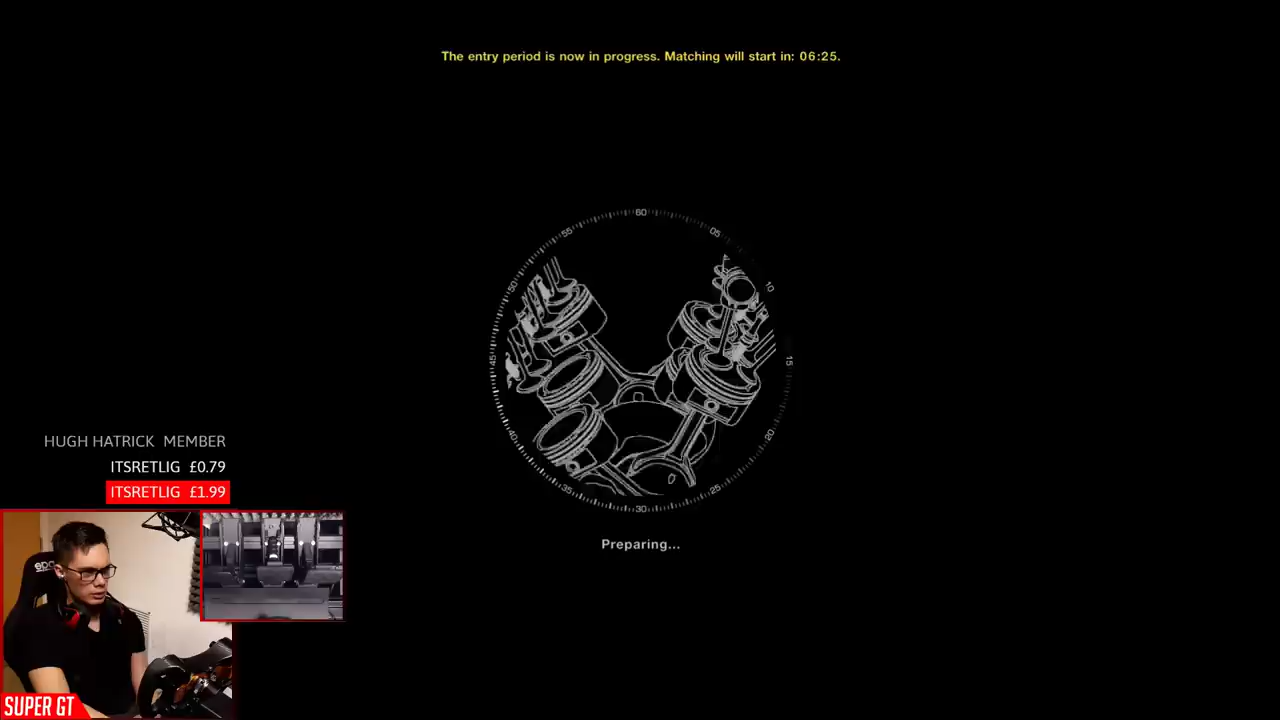 The entry period is now in progress. Matching will start in: 06:25.
60
55
05
50
10
45
15
40
20
35
25
30
Preparing...
HUGH HATRICK MEMBER
ITSRETLIG £0.79
ITSRETLIG £1.99
SUPER GT